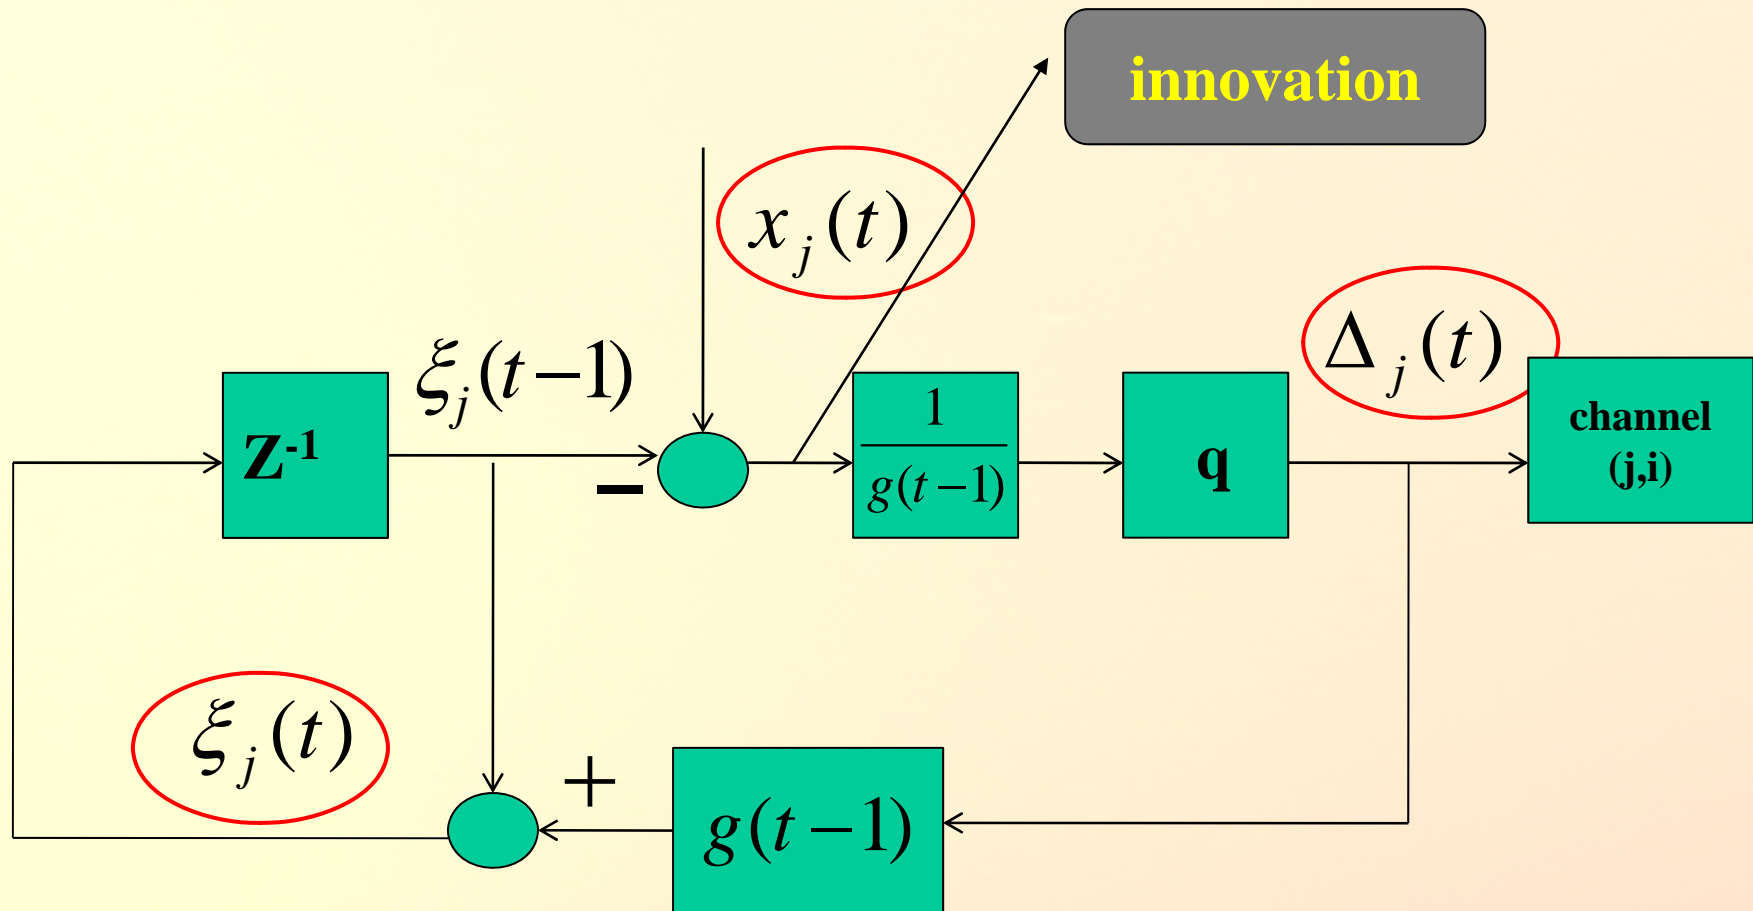 innovation
x_j(t)
Δ_j(t)
ξ_j(t−1)
Z⁻¹
−
1
g(t−1)
q
channel
(j,i)
ξ_j(t)
+
g(t−1)